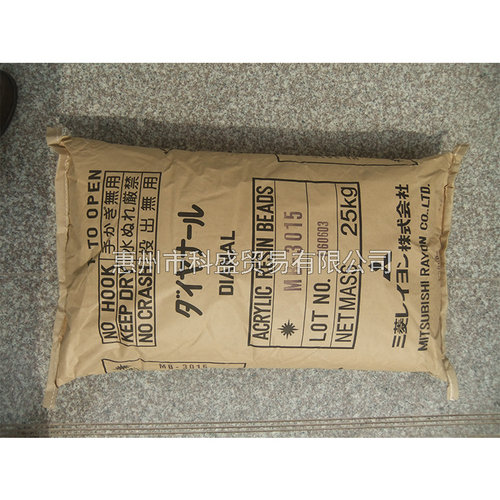 TO OPEN
NO HOOK 手かぎ無用
KEEP DRY 水ぬれ厳禁
NO CRASH 投出無用
ダイヤナール
DIANAL
ACRYLIC RESIN BEADS
MB-3015
LOT NO. 060603
NETMASS 25kg
三菱レイヨン株式会社
MITSUBISHI RAYON CO., LTD.
MB-3015
惠州市科盛贸易有限公司